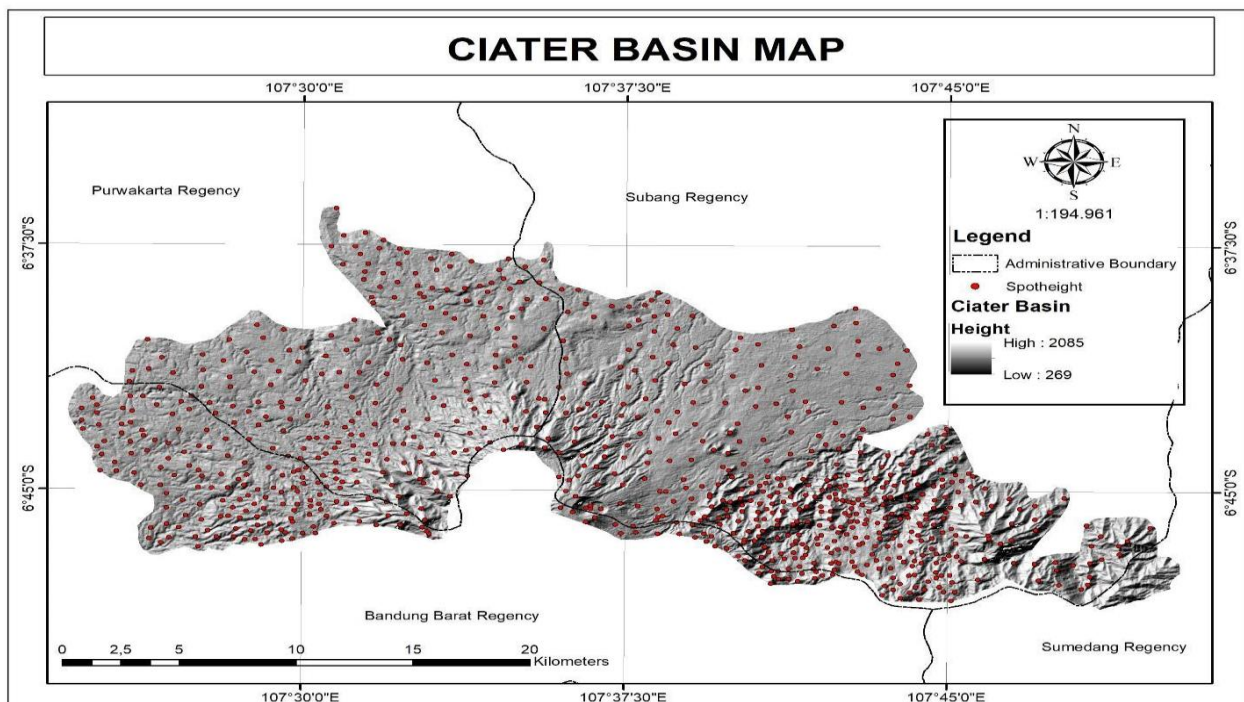 CIATER BASIN MAP
107°30'0"E
107°37'30"E
107°45'0"E
Purwakarta Regency
Subang Regency
N
W
E
S
1:194.961
Legend
Administrative Boundary
Spotheight
Ciater Basin
Height
High : 2085
Low : 269
6°37'30"S
6°37'30"S
6°45'0"S
6°45'0"S
Bandung Barat Regency
Sumedang Regency
0 2,5 5 10 15 20
Kilometers
107°30'0"E
107°37'30"E
107°45'0"E